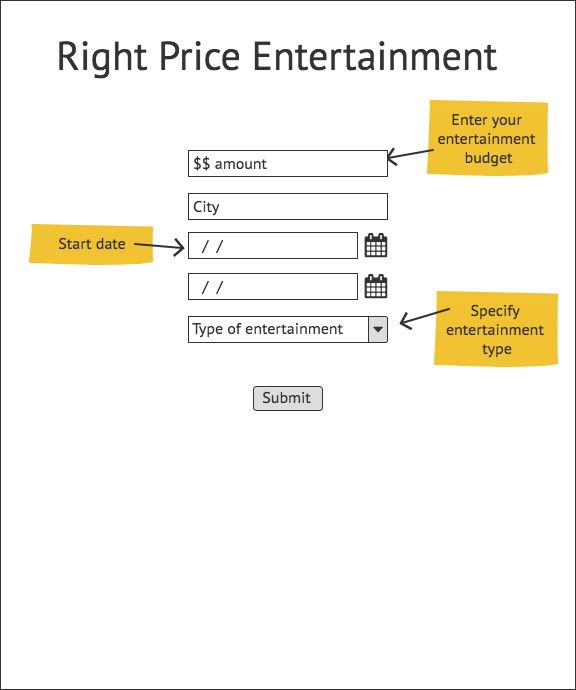 Right Price Entertainment
Enter your
entertainment
budget
$$ amount
City
Start date
/ /
/ /
Type of entertainment
Specify
entertainment
type
Submit